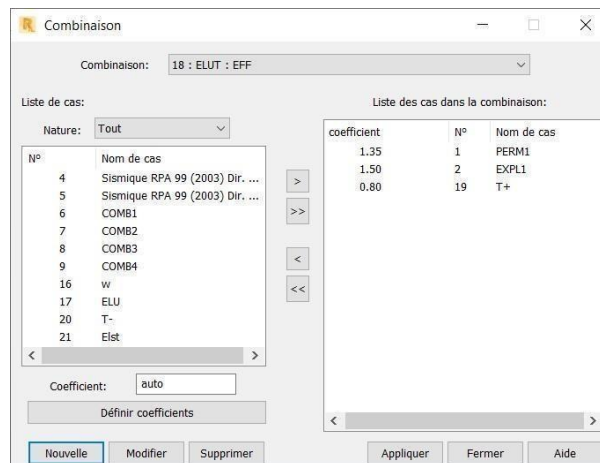 Combinaison
Combinaison: 18 : ELUT : EFF
Liste de cas:
Nature: Tout
Nº Nom de cas
4 Sismique RPA 99 (2003) Dir. ...
5 Sismique RPA 99 (2003) Dir. ...
6 COMB1
7 COMB2
8 COMB3
9 COMB4
16 w
17 ELU
20 T-
21 Elst
Coefficient: auto
Définir coefficients
>
>>
<
<<
Liste des cas dans la combinaison:
coefficient Nº Nom de cas
1.35 1 PERM1
1.50 2 EXPL1
0.80 19 T+
Nouvelle Modifier Supprimer Appliquer Fermer Aide